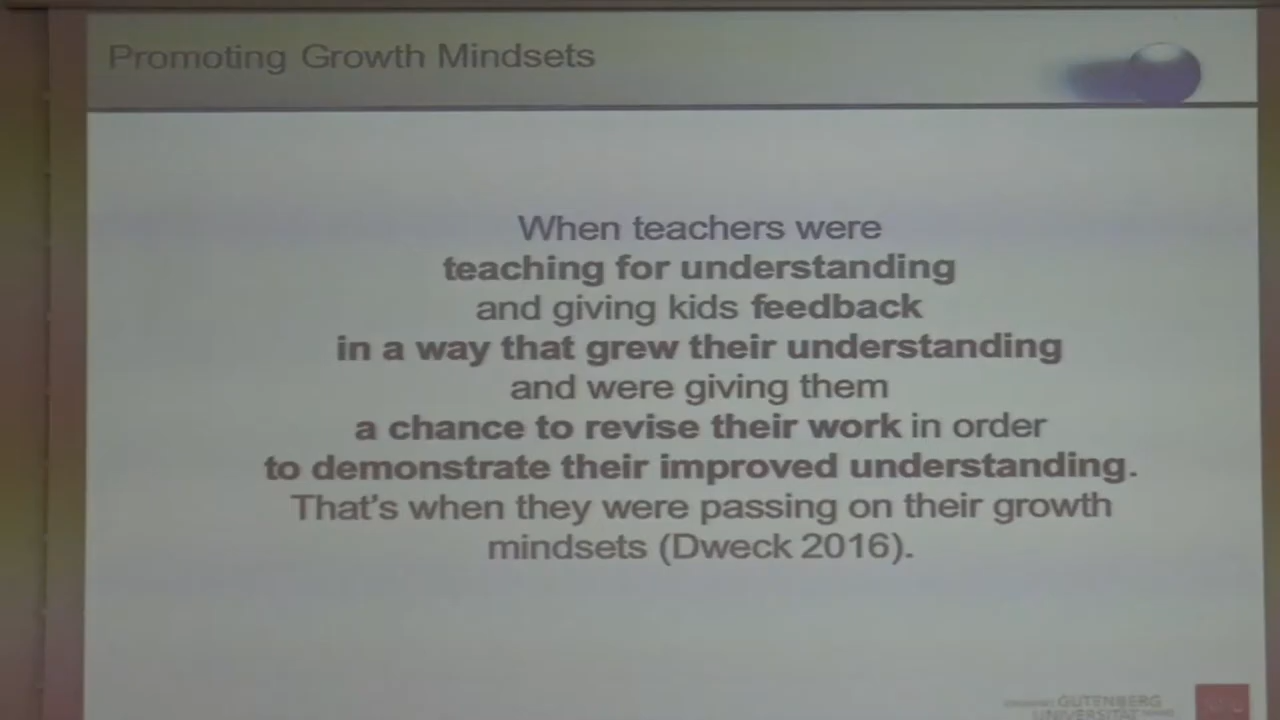 Promoting Growth Mindsets
When teachers were
teaching for understanding
and giving kids feedback
in a way that grew their understanding
and were giving them
a chance to revise their work in order
to demonstrate their improved understanding.
That's when they were passing on their growth
mindsets (Dweck 2016).
GUTENBERG
UNIVERSITÄT